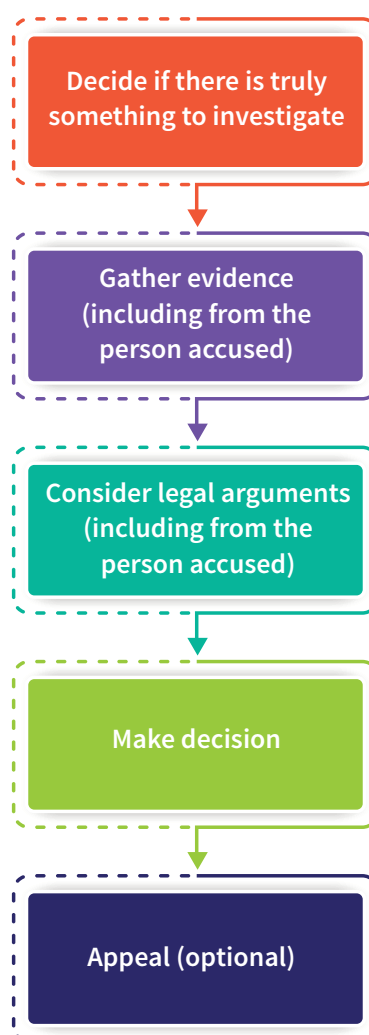 Decide if there is truly
something to investigate
Gather evidence
(including from the
person accused)
Consider legal arguments
(including from the
person accused)
Make decision
Appeal (optional)